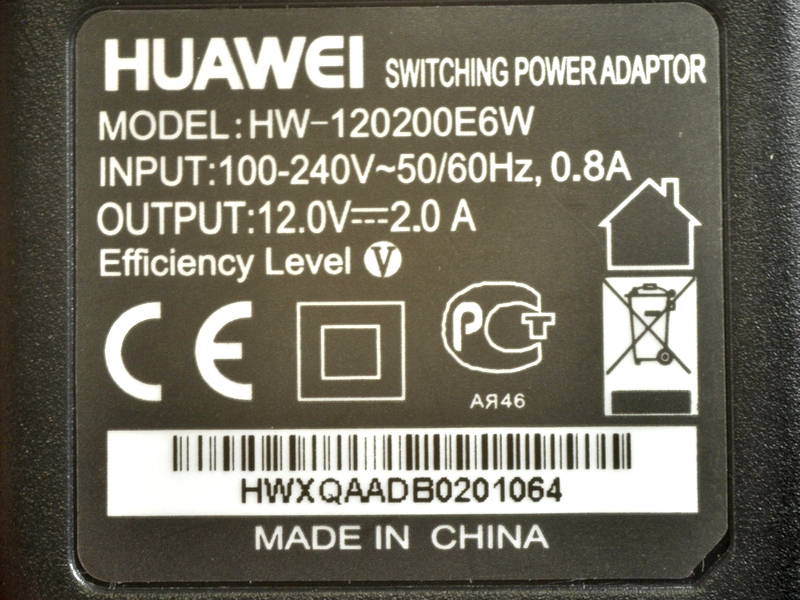 HUAWEI SWITCHING POWER ADAPTOR
MODEL: HW-120200E6W
INPUT:100-240V~50/60Hz, 0.8A
OUTPUT:12.0V⎓2.0 A
Efficiency Level V
CE
PCT
АЯ46
HWXQAADB0201064
MADE IN CHINA